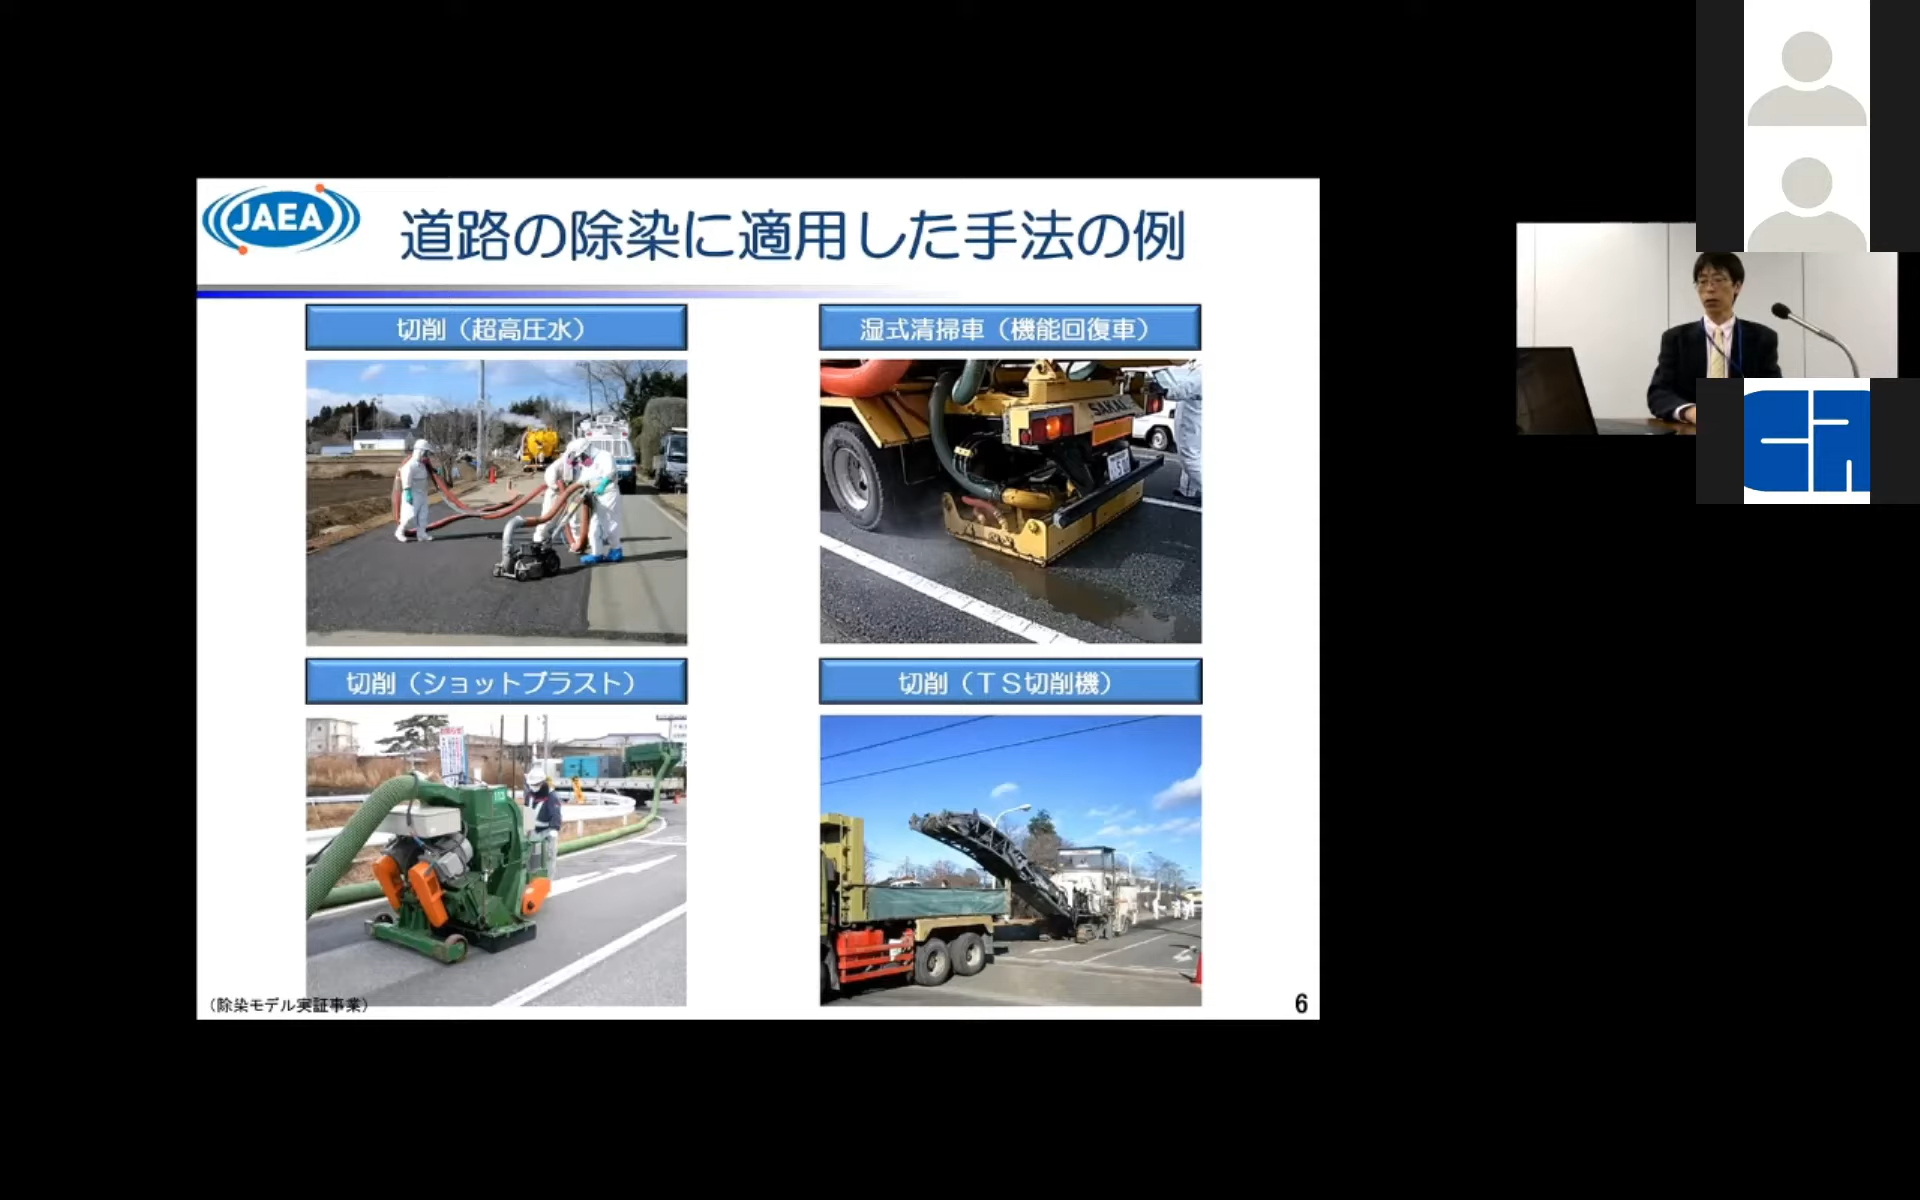 JAEA
道路の除染に適用した手法の例
切削（超高圧水）
湿式清掃車（機能回復車）
SAKAI
切削（ショットブラスト）
切削（ＴＳ切削機）
（除染モデル実証事業）
6